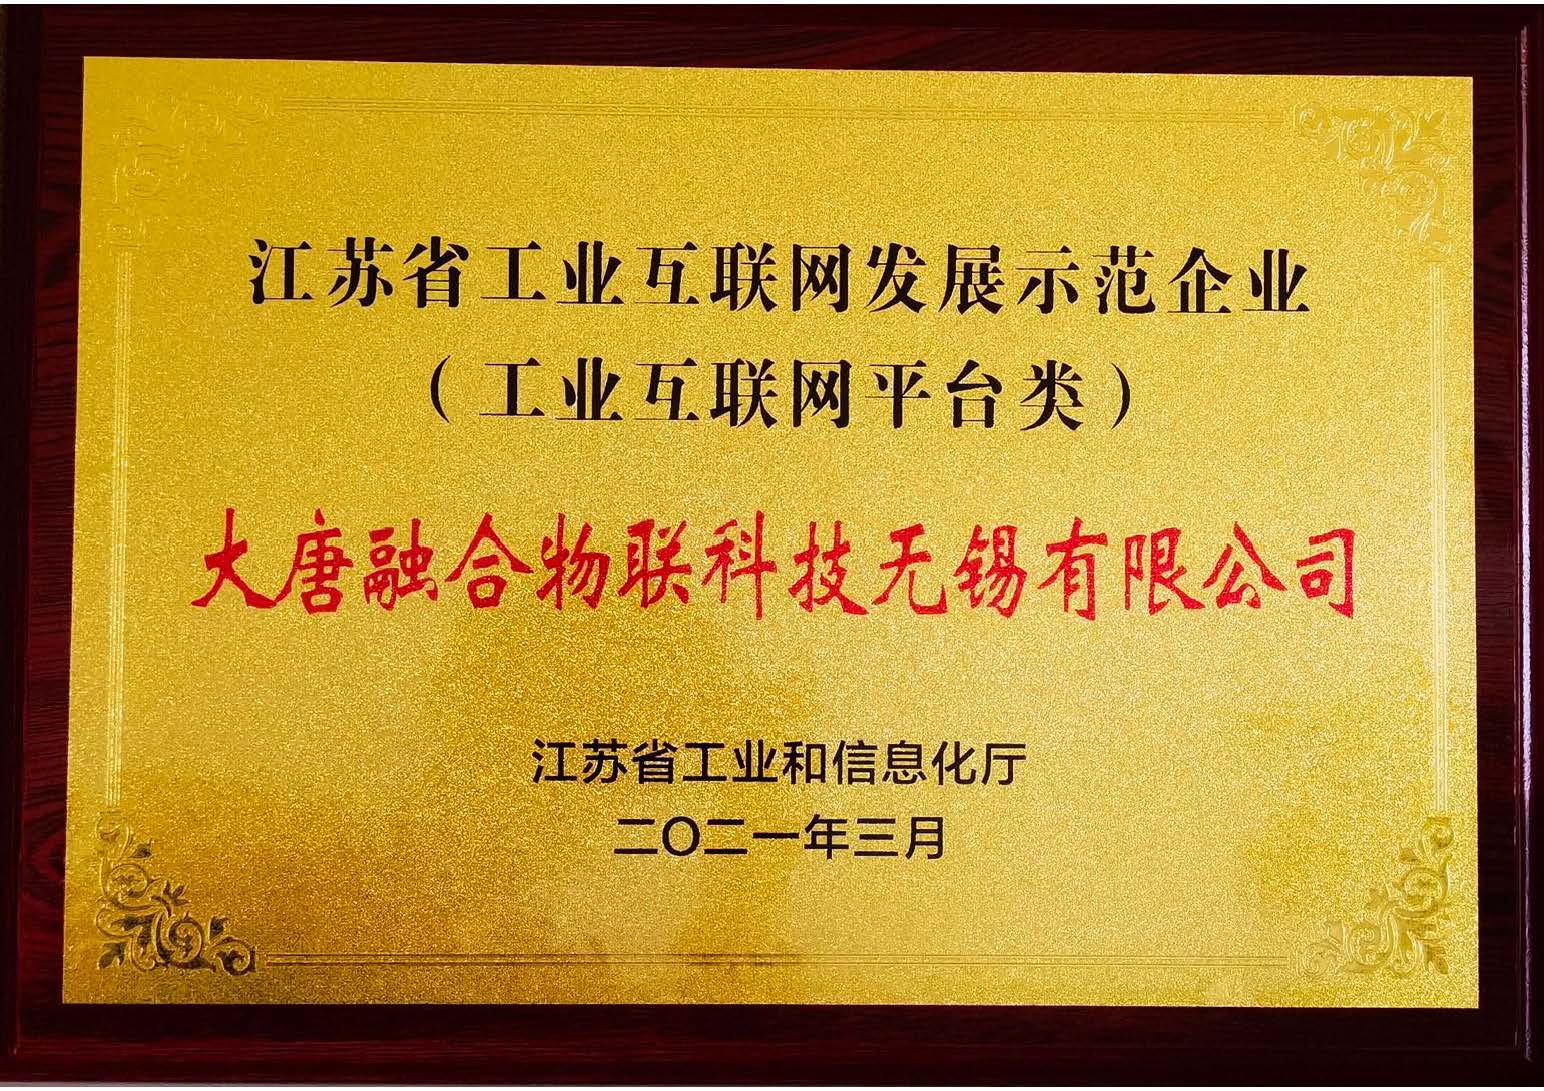 江苏省工业互联网发展示范企业
（工业互联网平台类）
大唐融合物联科技无锡有限公司
江苏省工业和信息化厅
二〇二一年三月